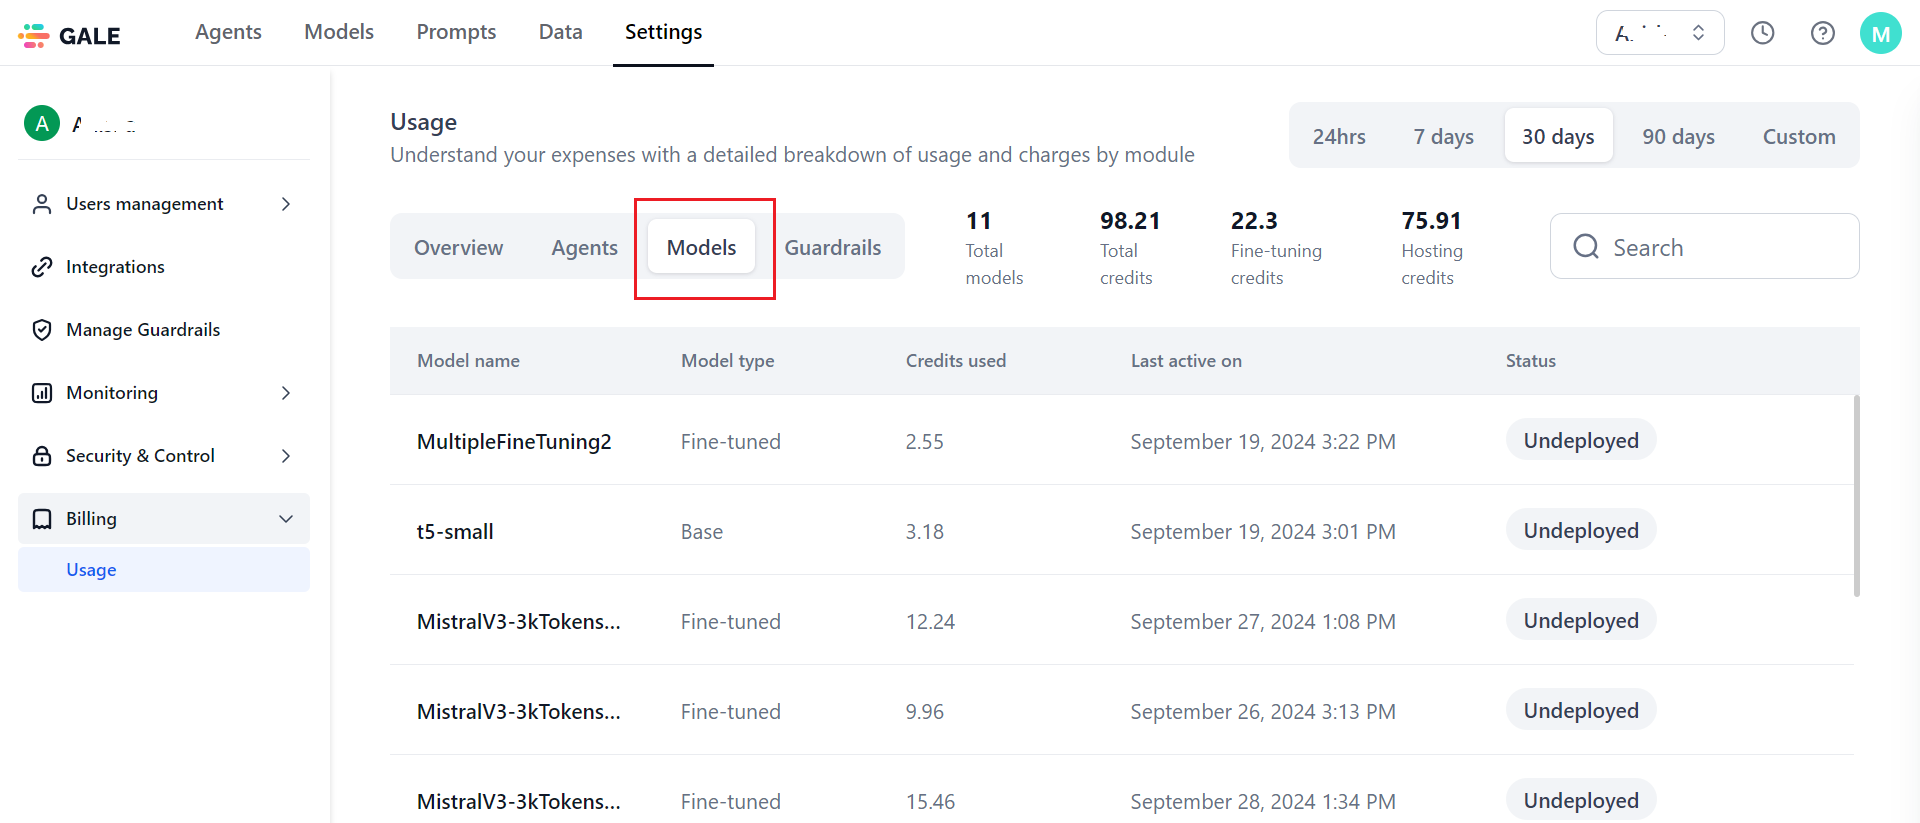 GALE
Agents Models Prompts Data Settings
M
A
Users management
Integrations
Manage Guardrails
Monitoring
Security & Control
Billing
Usage
Usage
Understand your expenses with a detailed breakdown of usage and charges by module
24hrs 7 days 30 days 90 days Custom
Overview Agents Models Guardrails
11 Total models
98.21 Total credits
22.3 Fine-tuning credits
75.91 Hosting credits
Search
Model name Model type Credits used Last active on Status
MultipleFineTuning2 Fine-tuned 2.55 September 19, 2024 3:22 PM Undeployed
t5-small Base 3.18 September 19, 2024 3:01 PM Undeployed
MistralV3-3kTokens... Fine-tuned 12.24 September 27, 2024 1:08 PM Undeployed
MistralV3-3kTokens... Fine-tuned 9.96 September 26, 2024 3:13 PM Undeployed
MistralV3-3kTokens... Fine-tuned 15.46 September 28, 2024 1:34 PM Undeployed